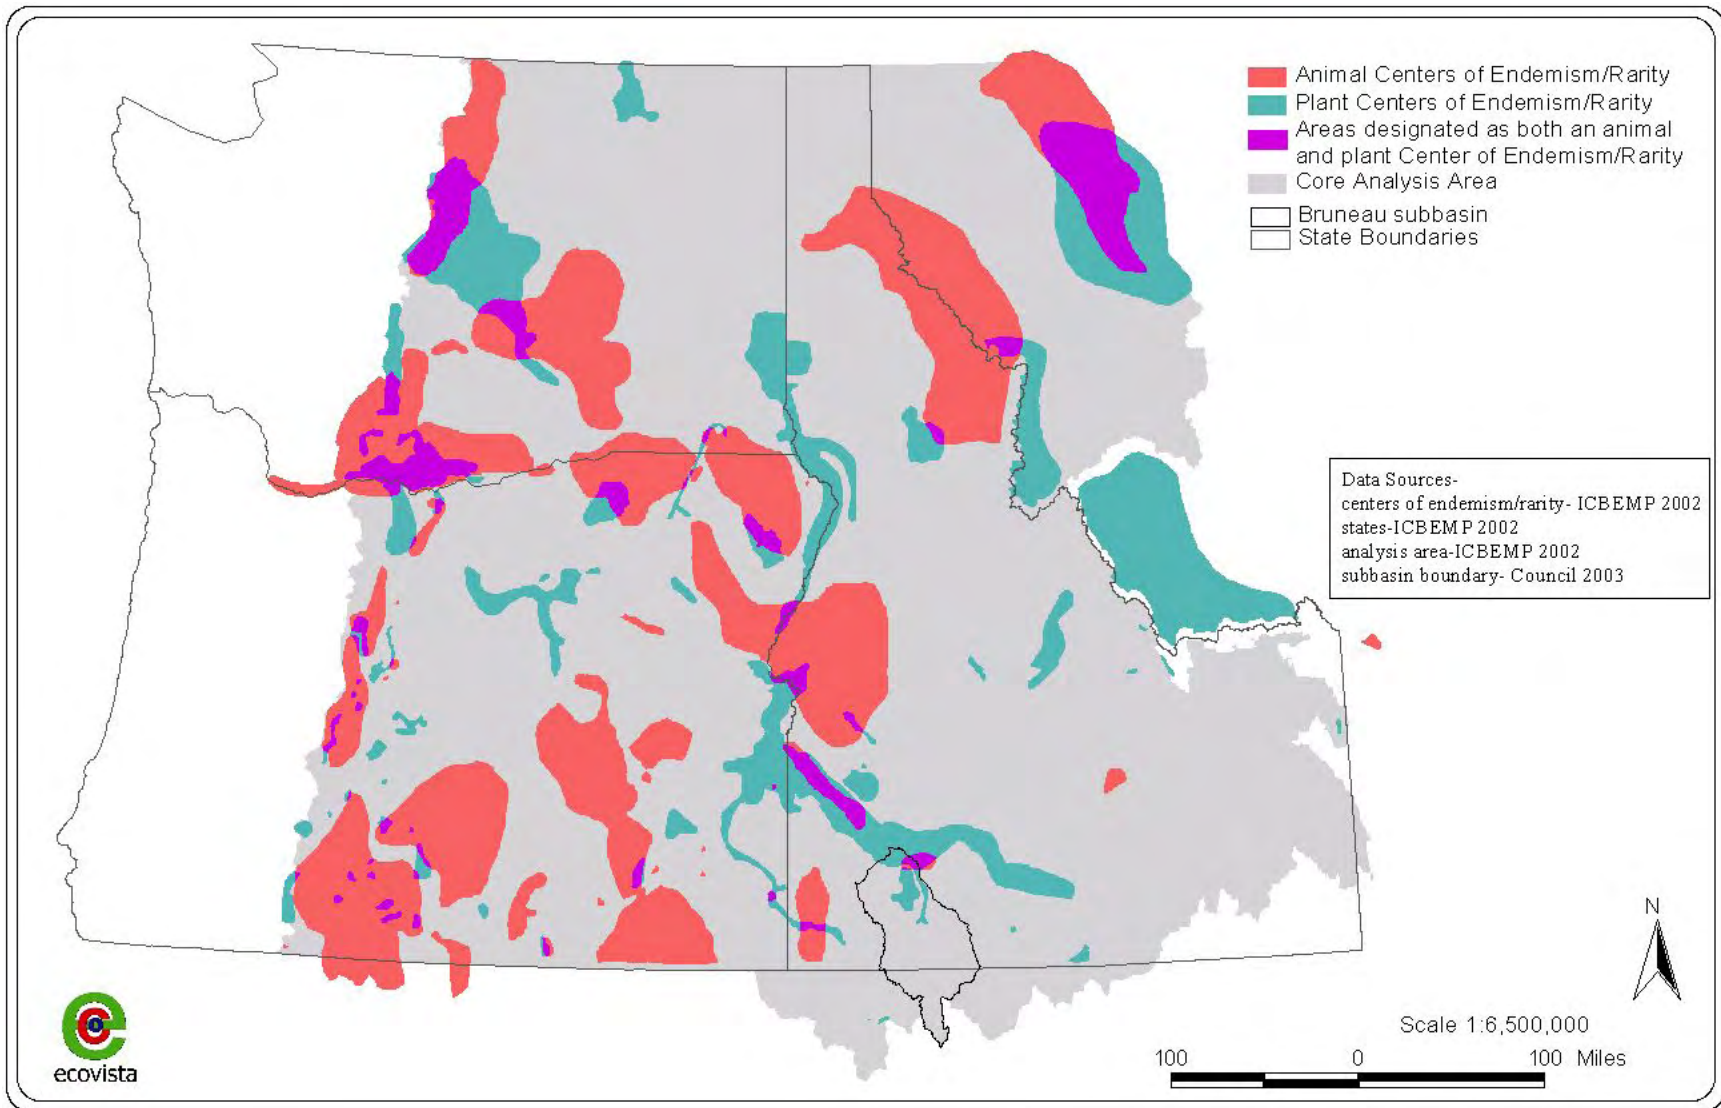 Animal Centers of Endemism/Rarity
Plant Centers of Endemism/Rarity
Areas designated as both an animal
and plant Center of Endemism/Rarity
Core Analysis Area
Bruneau subbasin
State Boundaries
Data Sources-
centers of endemism/rarity- ICBEMP 2002
states-ICBEMP 2002
analysis area-ICBEMP 2002
subbasin boundary- Council 2003
N
Scale 1:6,500,000
100 0 100 Miles
ecovista